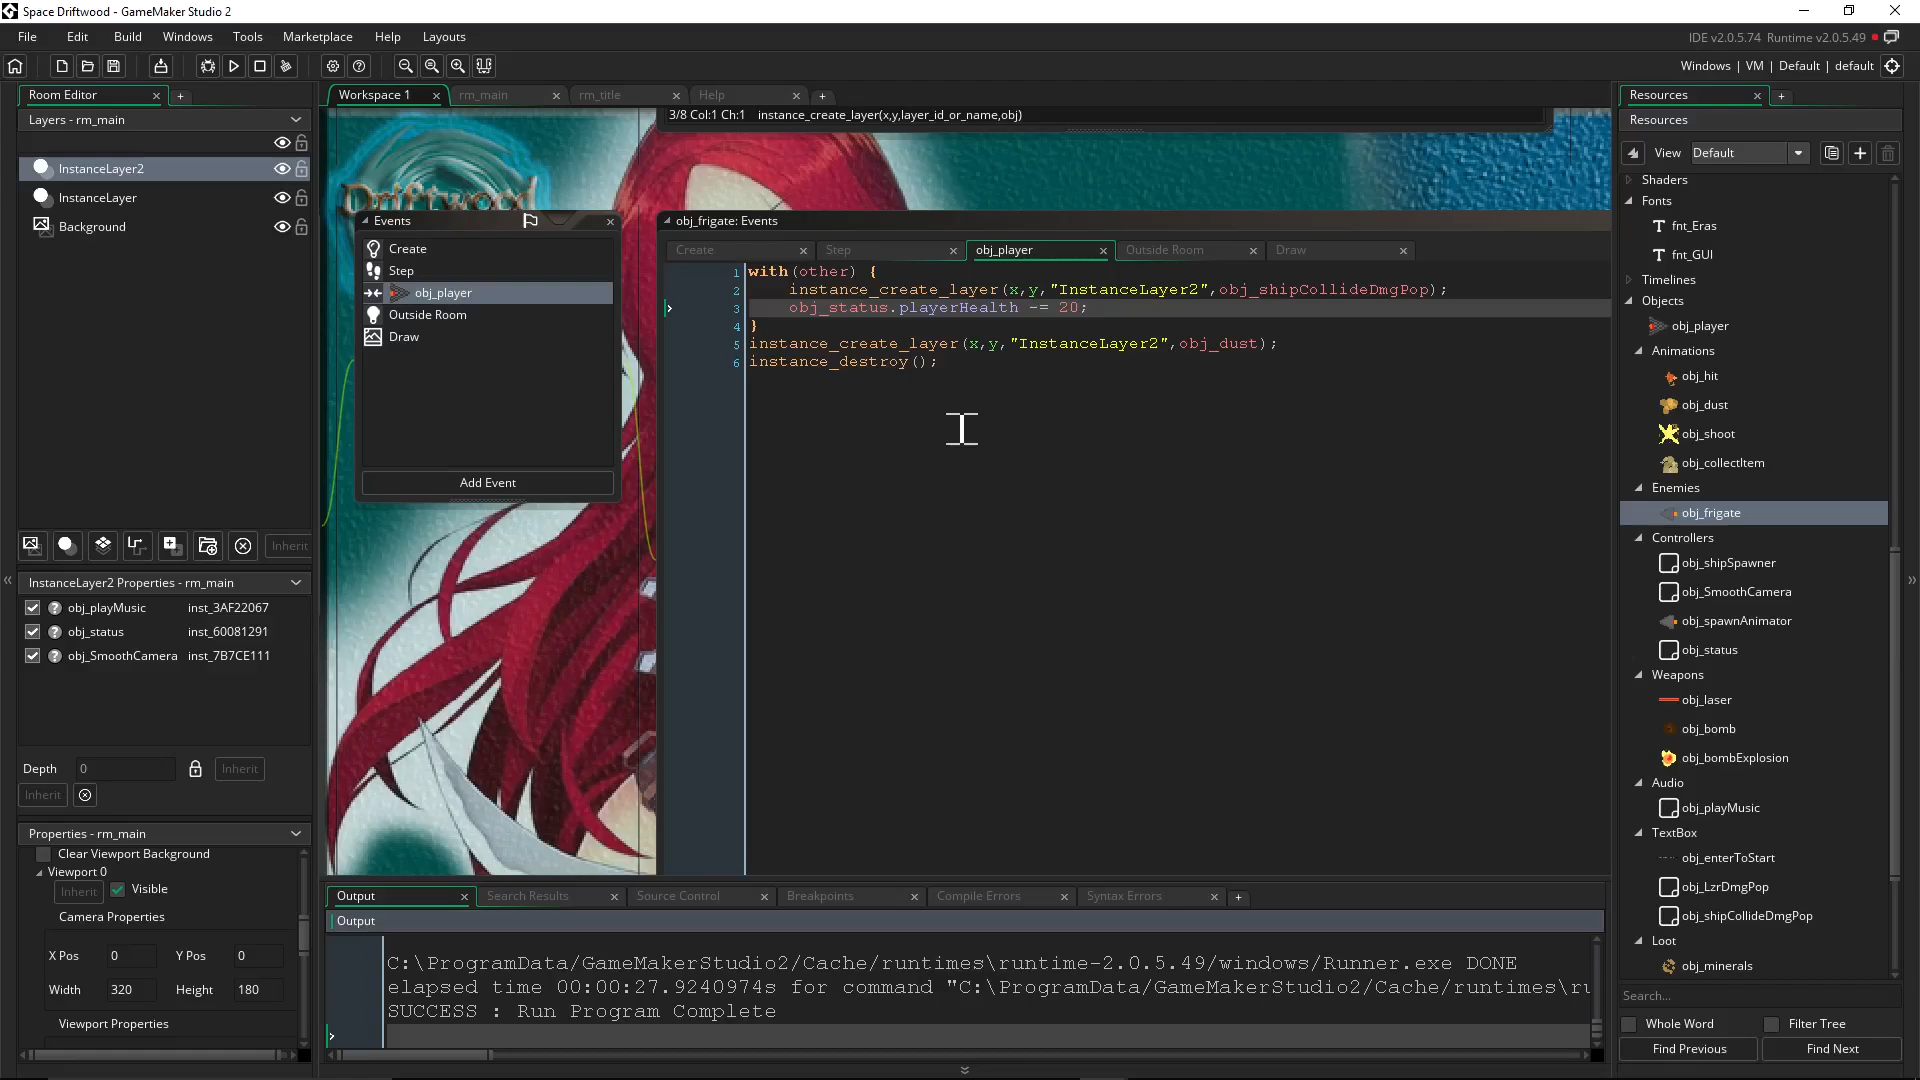 Space Driftwood - GameMaker Studio 2
File Edit Build Windows Tools Marketplace Help Layouts
IDE v2.0.5.74 Runtime v2.0.5.49
Windows | VM | Default | default
Room Editor
Layers - rm_main
InstanceLayer2
InstanceLayer
Background
Inherit
InstanceLayer2 Properties - rm_main
obj_playMusic inst_3AF22067
obj_status inst_60081291
obj_SmoothCamera inst_7B7CE111
Depth 0 Inherit
Inherit
Properties - rm_main
Clear Viewport Background
Viewport 0
Inherit Visible
Camera Properties
X Pos 0 Y Pos 0
Width 320 Height 180
Viewport Properties
Workspace 1 rm_main rm_title Help
3/8 Col:1 Ch:1 instance_create_layer(x,y,layer_id_or_name,obj)
Driftwood
Events
Create
Step
obj_player
Outside Room
Draw
Add Event
obj_frigate: Events
Create Step obj_player Outside Room Draw
1 with(other) {
2 instance_create_layer(x,y,"InstanceLayer2",obj_shipCollideDmgPop);
3 obj_status.playerHealth -= 20;
4 }
5 instance_create_layer(x,y,"InstanceLayer2",obj_dust);
6 instance_destroy();
Output Search Results Source Control Breakpoints Compile Errors Syntax Errors
Output
C:\ProgramData/GameMakerStudio2/Cache/runtimes\runtime-2.0.5.49/windows/Runner.exe DONE
elapsed time 00:00:27.9240974s for command "C:\ProgramData/GameMakerStudio2/Cache/runtimes\ru
SUCCESS : Run Program Complete
Resources
Resources
View Default
Shaders
Fonts
fnt_Eras
fnt_GUI
Timelines
Objects
obj_player
Animations
obj_hit
obj_dust
obj_shoot
obj_collectItem
Enemies
obj_frigate
Controllers
obj_shipSpawner
obj_SmoothCamera
obj_spawnAnimator
obj_status
Weapons
obj_laser
obj_bomb
obj_bombExplosion
Audio
obj_playMusic
TextBox
obj_enterToStart
obj_LzrDmgPop
obj_shipCollideDmgPop
Loot
obj_minerals
Search...
Whole Word Filter Tree
Find Previous Find Next